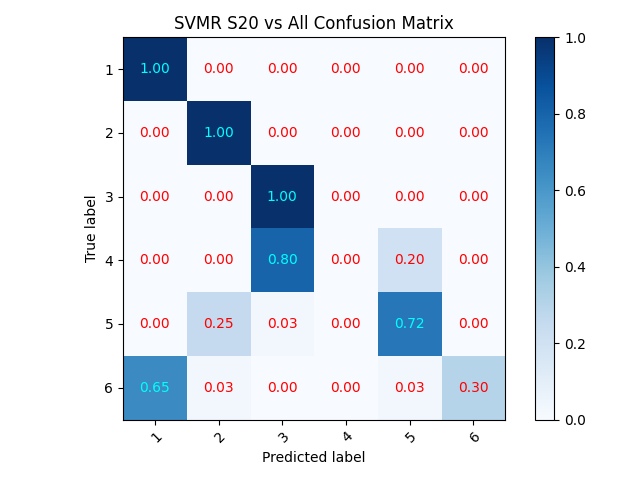 SVMR S20 vs All Confusion Matrix
True label
1 1.00 0.00 0.00 0.00 0.00 0.00
2 0.00 1.00 0.00 0.00 0.00 0.00
3 0.00 0.00 1.00 0.00 0.00 0.00
4 0.00 0.00 0.80 0.00 0.20 0.00
5 0.00 0.25 0.03 0.00 0.72 0.00
6 0.65 0.03 0.00 0.00 0.03 0.30
1 2 3 4 5 6
Predicted label
1.0
0.8
0.6
0.4
0.2
0.0